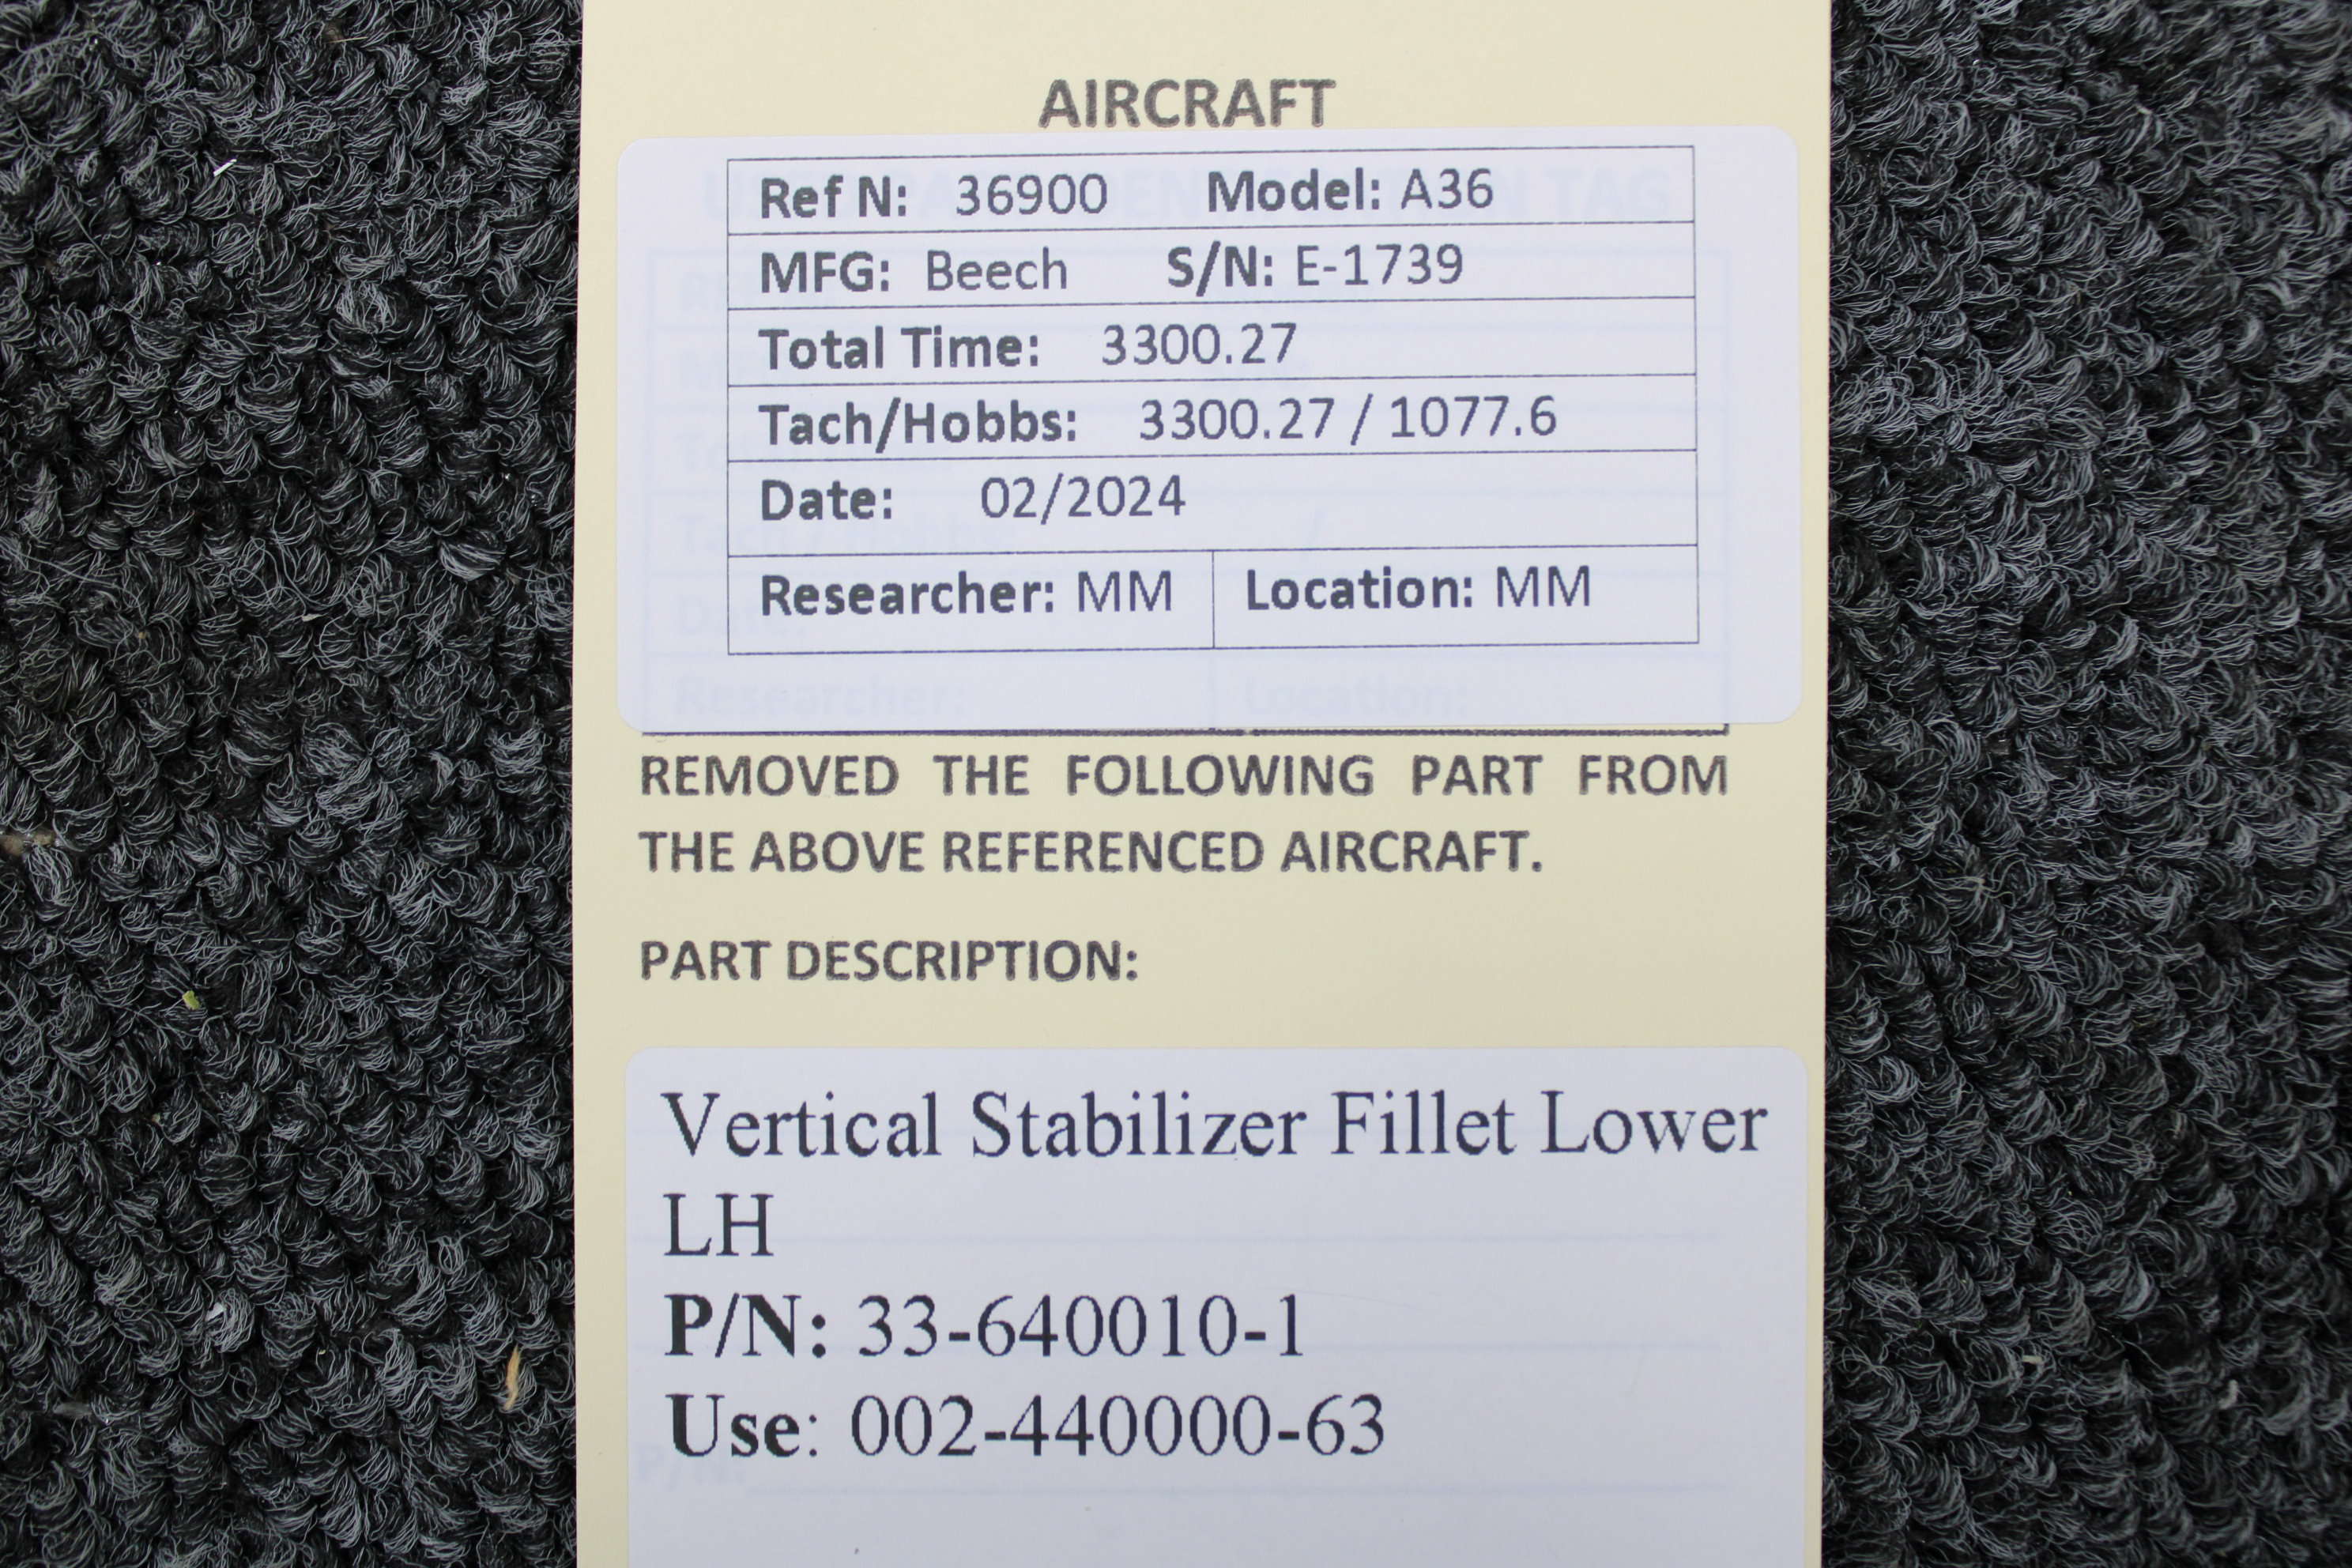 AIRCRAFT
Ref N: 36900 Model: A36
MFG: Beech S/N: E-1739
Total Time: 3300.27
Tach/Hobbs: 3300.27 / 1077.6
Date: 02/2024
Researcher: MM Location: MM
REMOVED THE FOLLOWING PART FROM
THE ABOVE REFERENCED AIRCRAFT.
PART DESCRIPTION:
Vertical Stabilizer Fillet Lower
LH
P/N: 33-640010-1
Use: 002-440000-63
P/N: